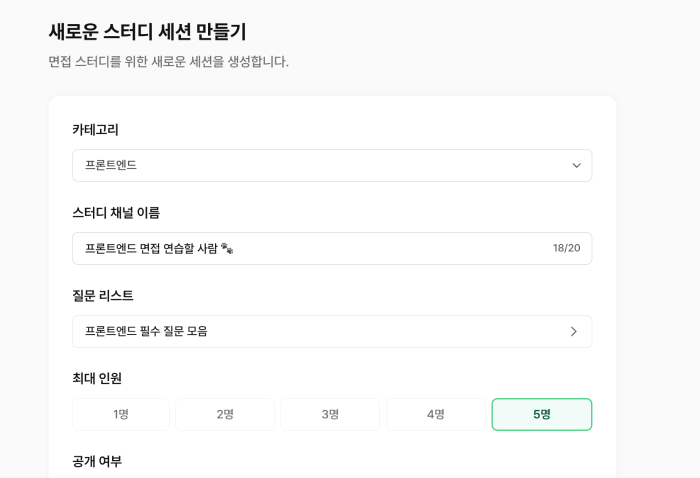 새로운 스터디 세션 만들기
면접 스터디를 위한 새로운 세션을 생성합니다.
카테고리
프론트엔드
스터디 채널 이름
프론트엔드 면접 연습할 사람 🐾 18/20
질문 리스트
프론트엔드 필수 질문 모음
최대 인원
1명 2명 3명 4명 5명
공개 여부